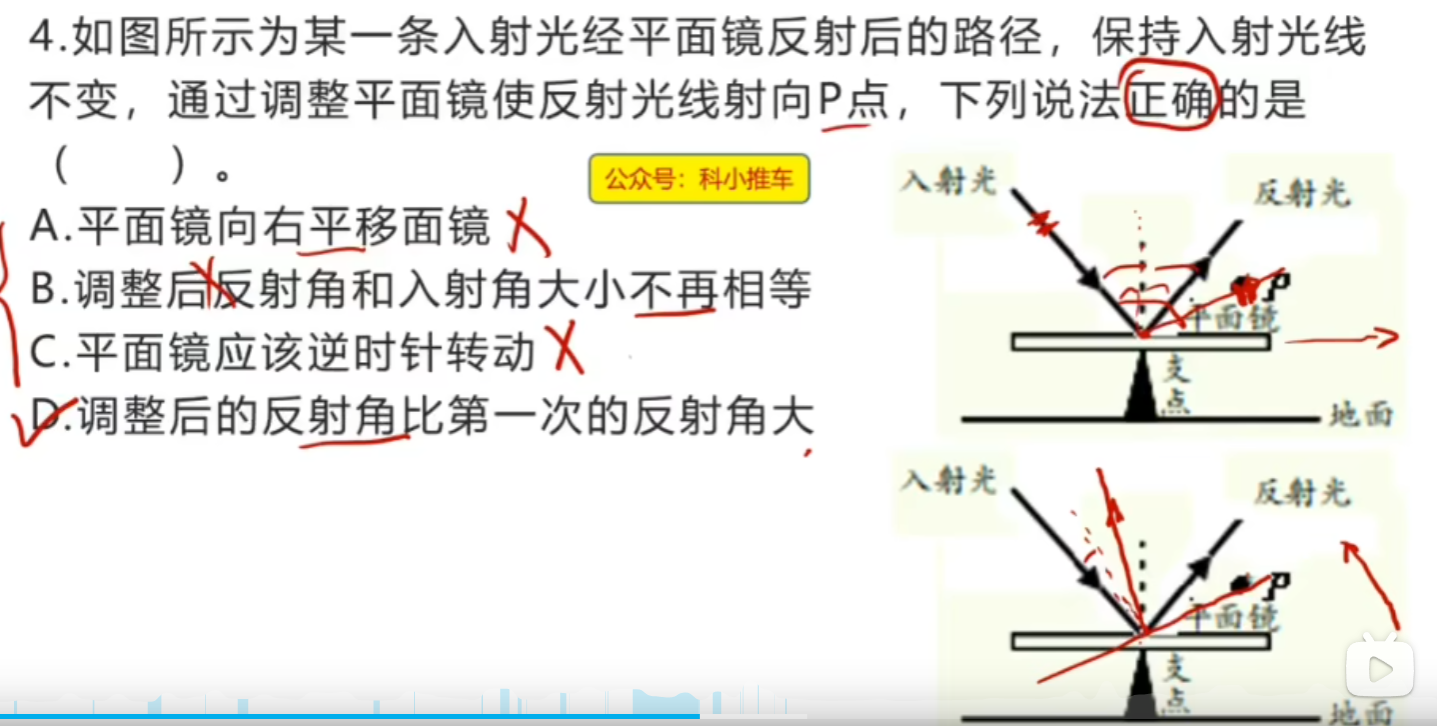 4.如图所示为某一条入射光经平面镜反射后的路径，保持入射光线
不变，通过调整平面镜使反射光线射向P点，下列说法正确的是
（　　）。
公众号：科小推车
A.平面镜向右平移面镜
B.调整后反射角和入射角大小不再相等
C.平面镜应该逆时针转动
D.调整后的反射角比第一次的反射角大
入射光
反射光
P
平面镜
支点
地面
入射光
反射光
P
平面镜
支点
地面